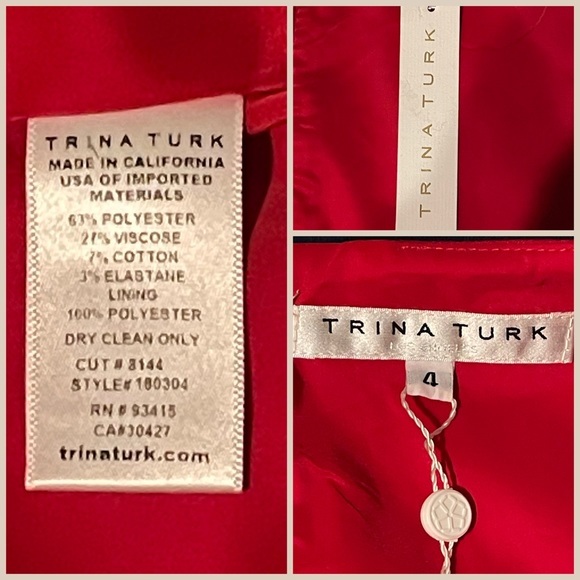 TRINA TURK
MADE IN CALIFORNIA
USA OF IMPORTED
MATERIALS
63% POLYESTER
27% VISCOSE
7% COTTON
3% ELASTANE
LINING
100% POLYESTER
DRY CLEAN ONLY
CUT # 8144
STYLE# 180304
RN # 93415
CA#30427
trinaturk.com
TRINA TURK
TRINA TURK
4